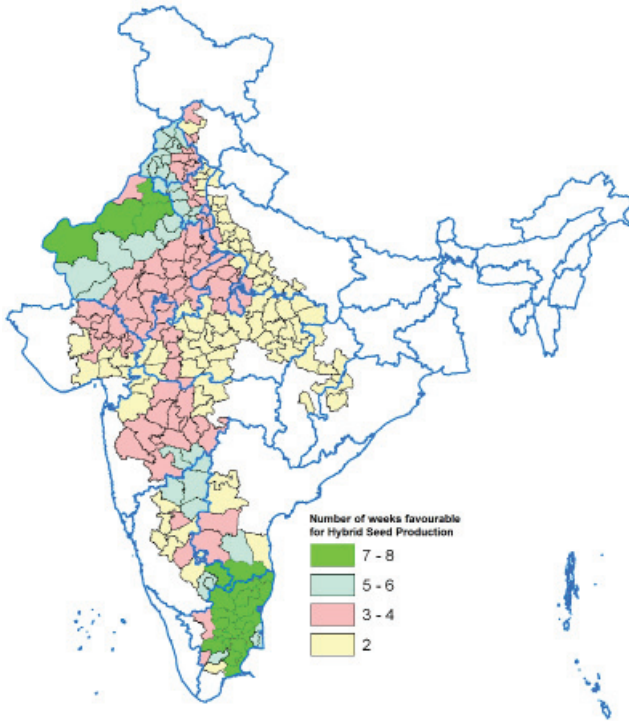 Number of weeks favourable
for Hybrid Seed Production
7 - 8
5 - 6
3 - 4
2